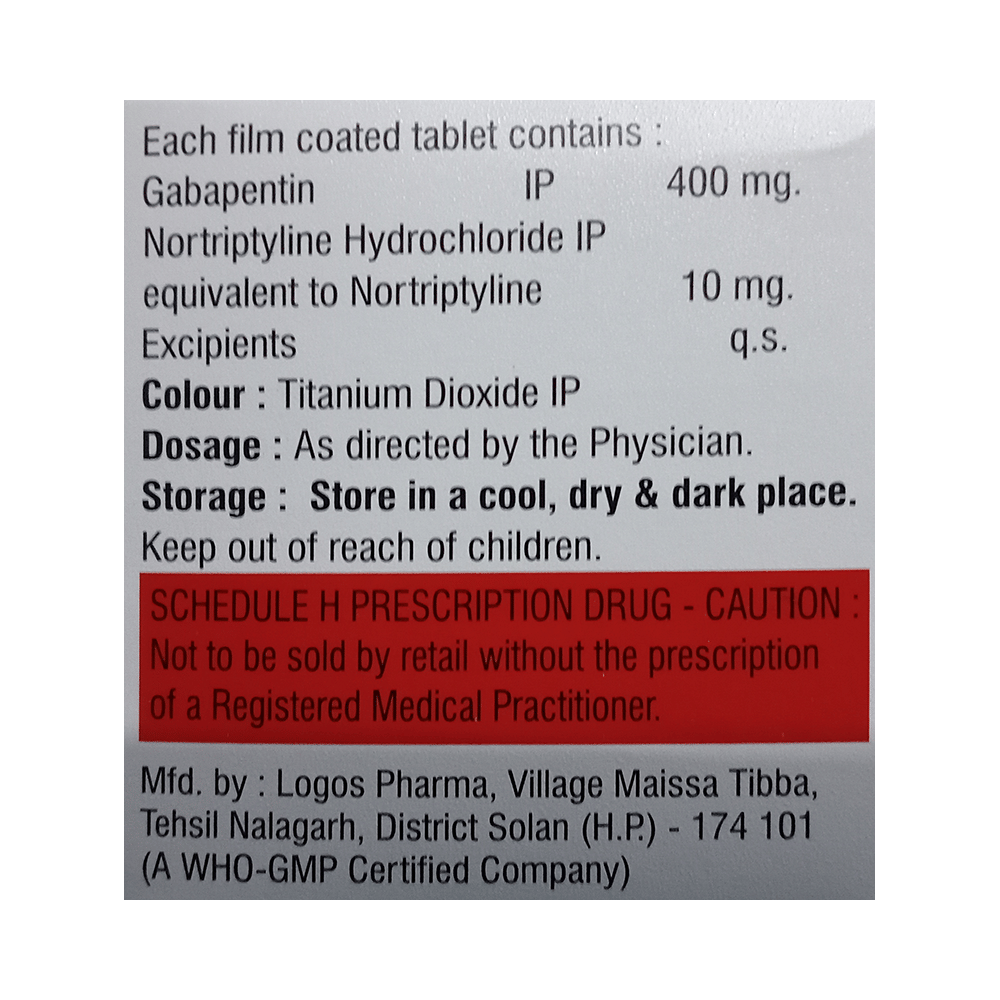 Each film coated tablet contains :
Gabapentin IP 400 mg.
Nortriptyline Hydrochloride IP
equivalent to Nortriptyline 10 mg.
Excipients q.s.
Colour : Titanium Dioxide IP
Dosage : As directed by the Physician.
Storage : Store in a cool, dry & dark place.
Keep out of reach of children.
SCHEDULE H PRESCRIPTION DRUG - CAUTION :
Not to be sold by retail without the prescription
of a Registered Medical Practitioner.
Mfd. by : Logos Pharma, Village Maissa Tibba,
Tehsil Nalagarh, District Solan (H.P.) - 174 101
(A WHO-GMP Certified Company)